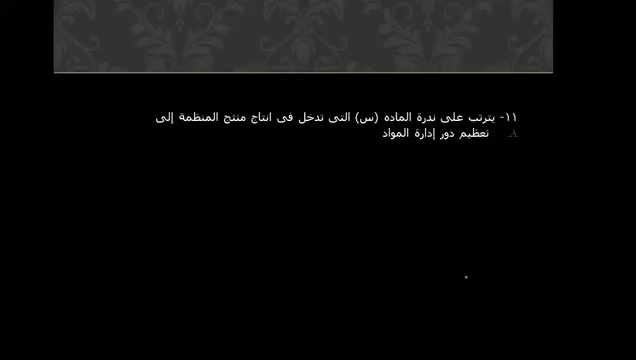 ١١- يترتب على ندرة الماده (س) التى تدخل فى انتاج منتج المنظمة إلى
A. تعظيم دور إدارة المواد